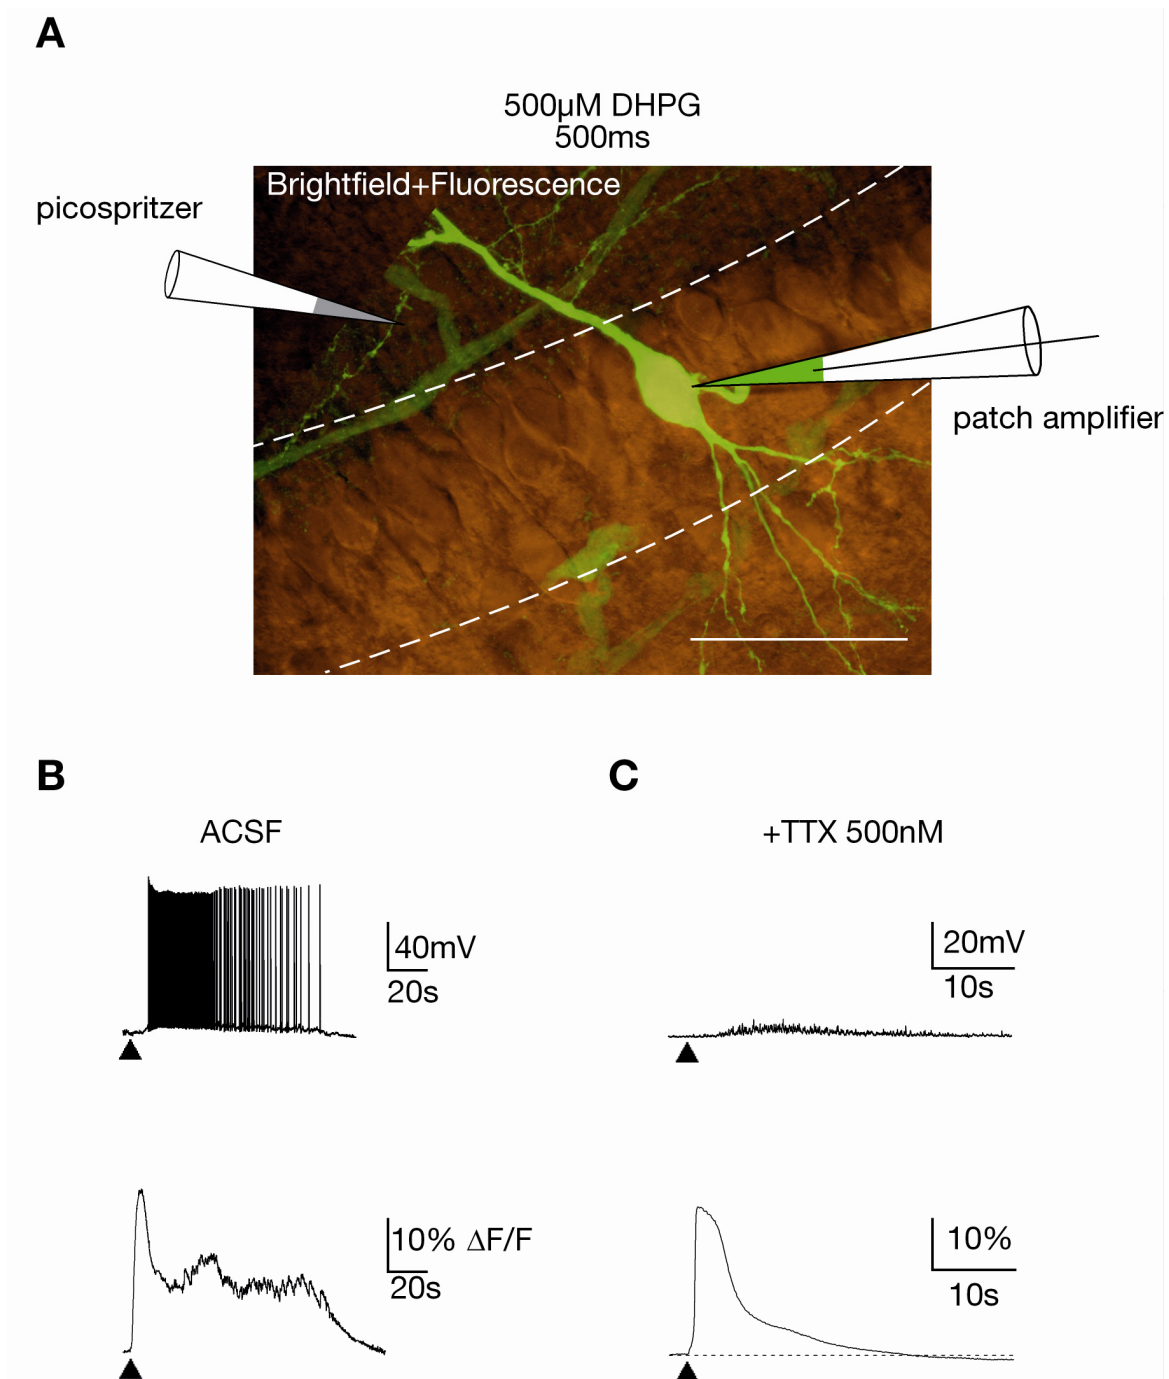 A
500µM DHPG
500ms
Brightfield+Fluorescence
picospritzer
patch amplifier
B
C
ACSF
+TTX 500nM
40mV
20s
20mV
10s
10% ΔF/F
20s
10%
10s